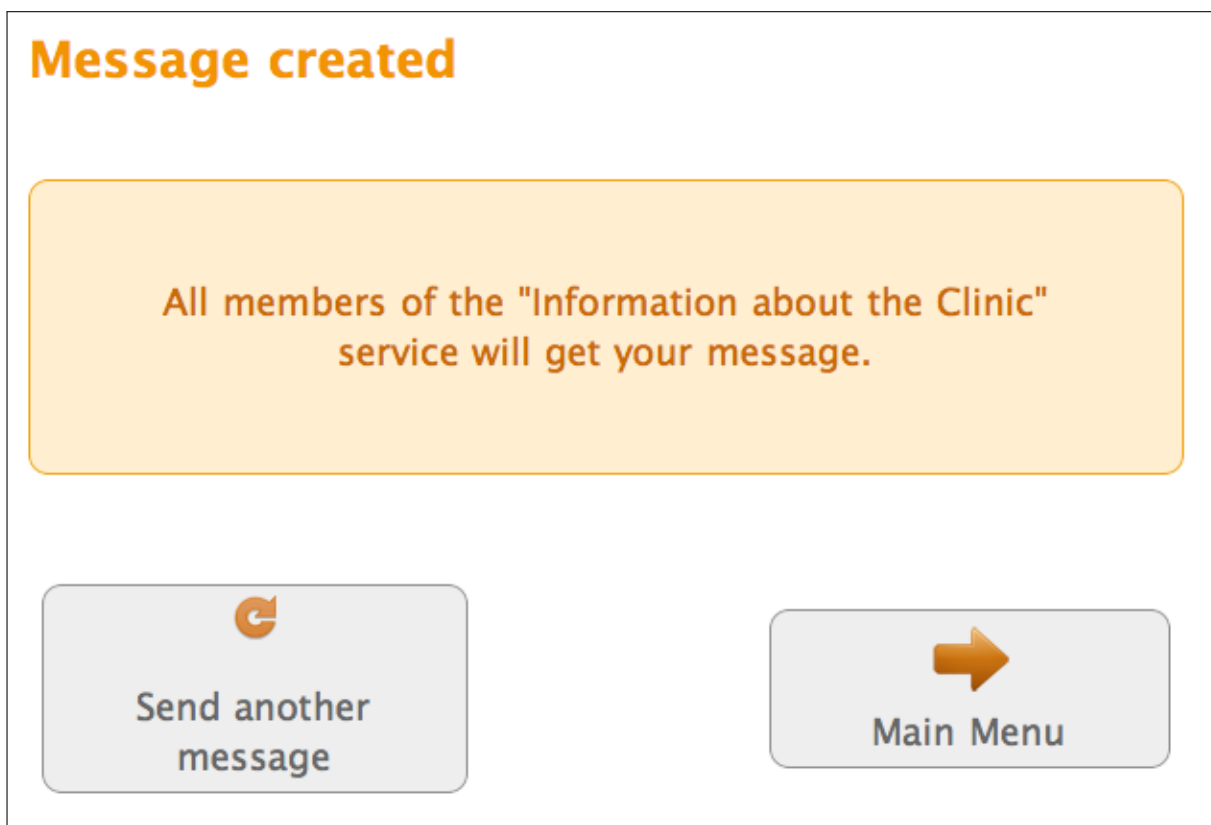 Message created
All members of the "Information about the Clinic"
service will get your message.
Send another
message
Main Menu